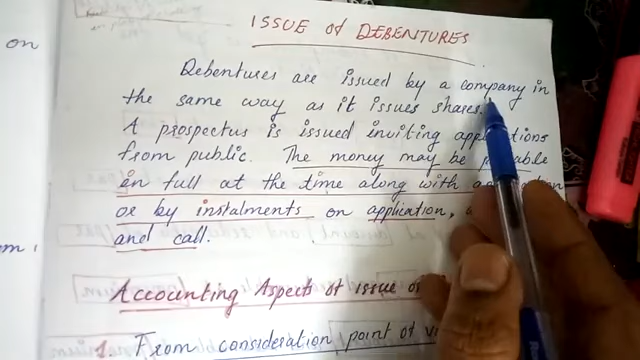 ISSUE of DEBENTURES
on
Debentures are issued by a company in
the same way as it issues shares.
A prospectus is issued inviting applications
from public. The money may be payable
in full at the time along with application
or by instalments on application,
and call.
m,
Accounting Aspects of issue
1. From consideration point of